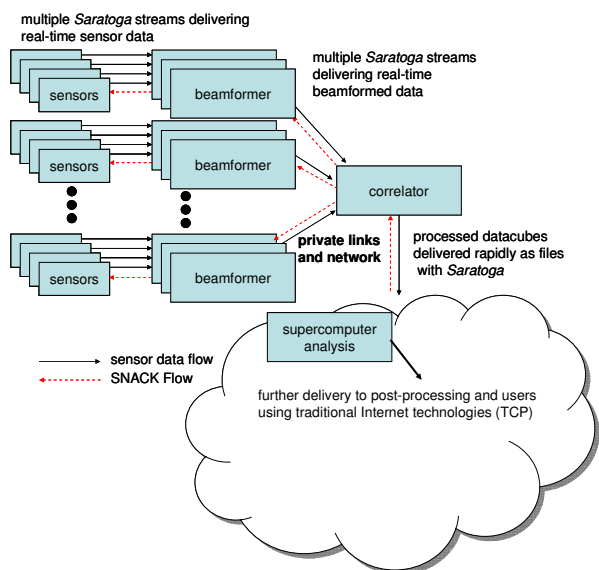 multiple Saratoga streams delivering
real-time sensor data
multiple Saratoga streams
delivering real-time
beamformed data
sensors
beamformer
sensors
beamformer
correlator
sensors
beamformer
private links
and network
processed datacubes
delivered rapidly as files
with Saratoga
supercomputer
analysis
sensor data flow
SNACK Flow
further delivery to post-processing and users
using traditional Internet technologies (TCP)